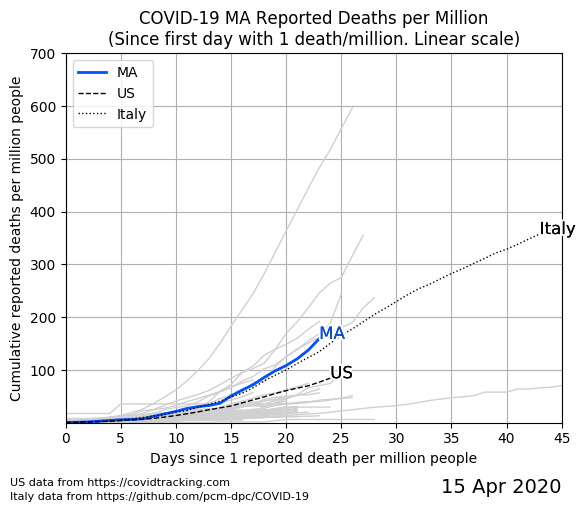 COVID-19 MA Reported Deaths per Million
(Since first day with 1 death/million. Linear scale)
Cumulative reported deaths per million people
700
600
500
400
300
200
100
MA
US
Italy
Italy
MA
US
0 5 10 15 20 25 30 35 40 45
Days since 1 reported death per million people
US data from https://covidtracking.com
Italy data from https://github.com/pcm-dpc/COVID-19
15 Apr 2020